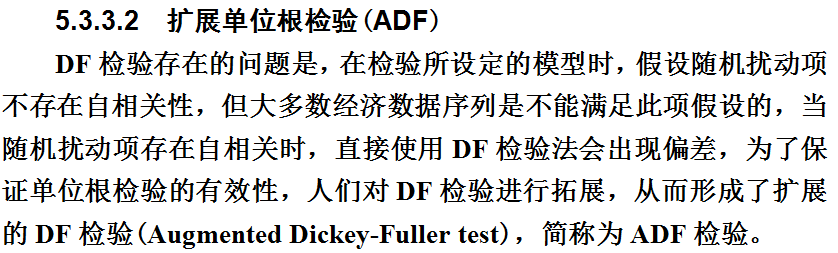 5.3.3.2 扩展单位根检验(ADF)
DF 检验存在的问题是，在检验所设定的模型时，假设随机扰动项
不存在自相关性，但大多数经济数据序列是不能满足此项假设的，当
随机扰动项存在自相关时，直接使用 DF 检验法会出现偏差，为了保
证单位根检验的有效性，人们对 DF 检验进行拓展，从而形成了扩展
的 DF 检验(Augmented Dickey-Fuller test)，简称为 ADF 检验。